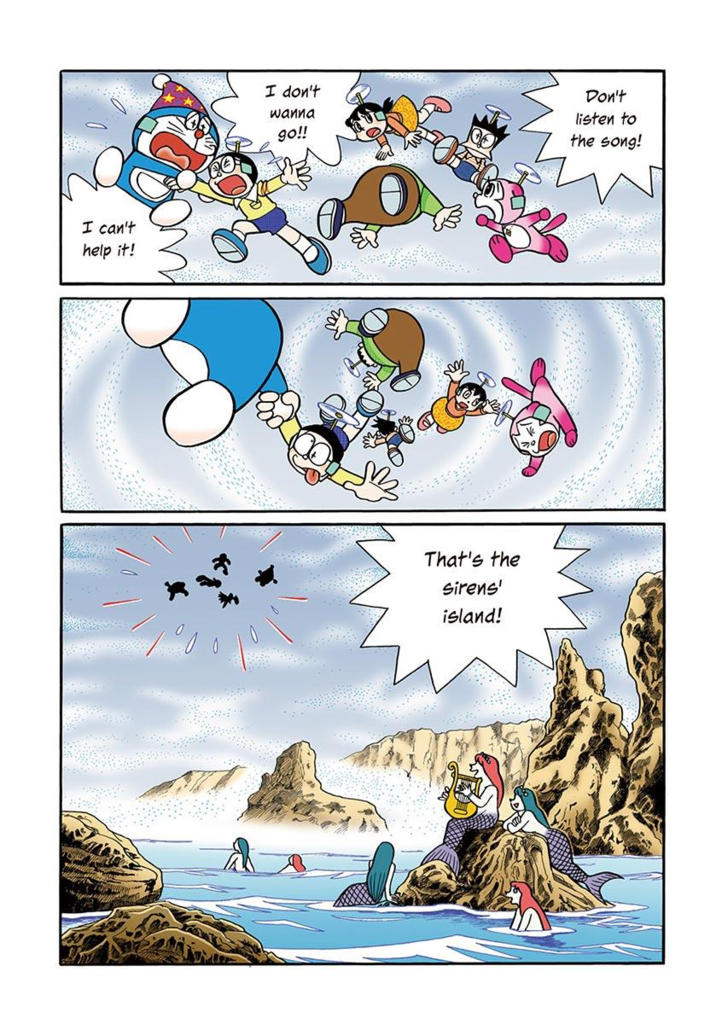 I don't
wanna
go!!
Don't
listen to
the song!
I can't
help it!
That's the
sirens'
island!